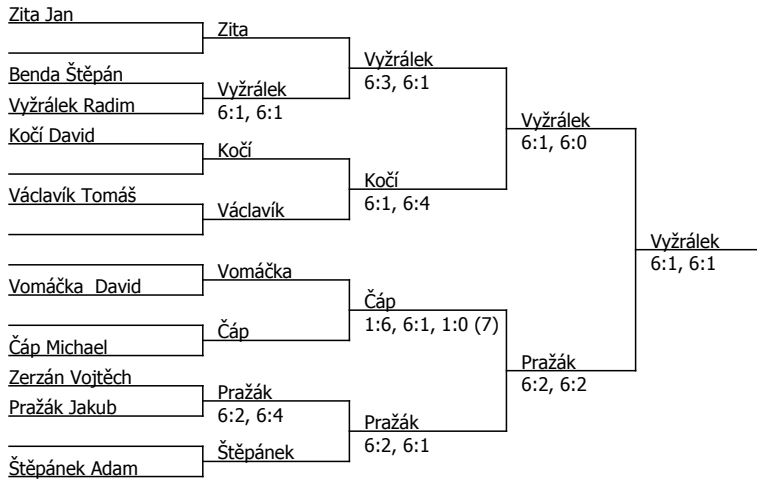 Zita Jan
Zita
Vyžrálek
6:3, 6:1
Benda Štěpán
Vyžrálek
6:1, 6:1
Vyžrálek Radim
Vyžrálek
6:1, 6:0
Kočí David
Kočí
Kočí
6:1, 6:4
Václavík Tomáš
Václavík
Vyžrálek
6:1, 6:1
Vomáčka
Vomáčka  David
Čáp
1:6, 6:1, 1:0 (7)
Čáp
Čáp Michael
Pražák
6:2, 6:2
Zerzán Vojtěch
Pražák
6:2, 6:4
Pražák Jakub
Pražák
6:2, 6:1
Štěpánek
Štěpánek Adam